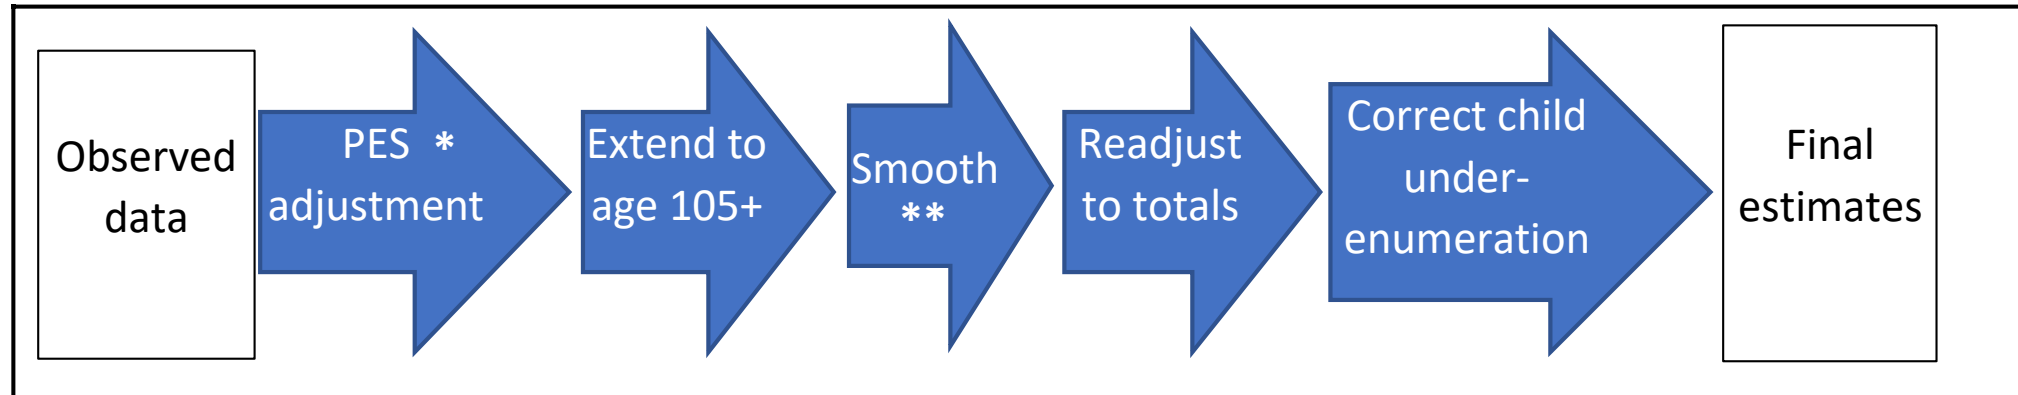 Observed
data
PES *
adjustment
Extend to
age 105+
Smooth
**
Readjust
to totals
Correct child
under-
enumeration
Final
estimates